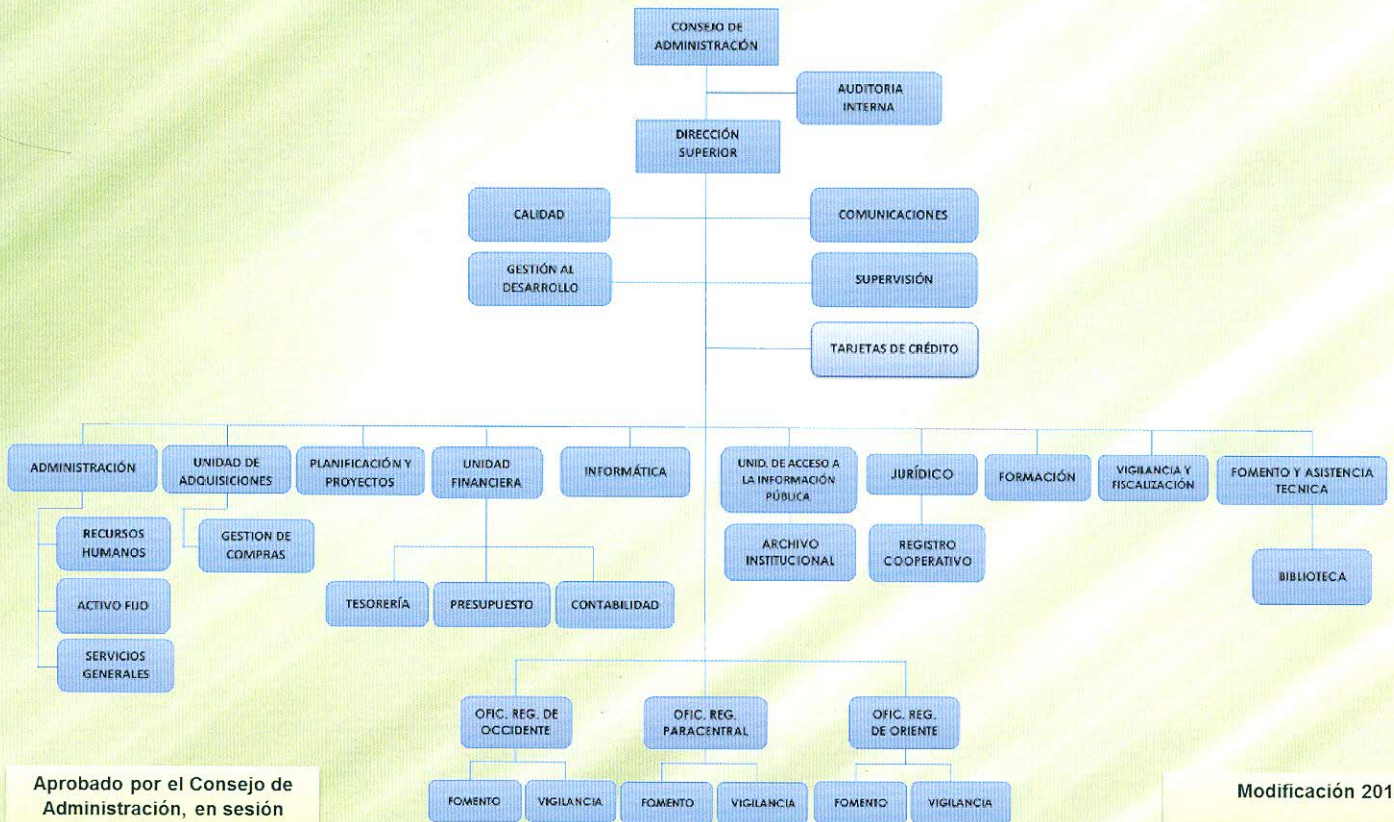 CONSEJO DE
ADMINISTRACIÓN
AUDITORIA
INTERNA
DIRECCIÓN
SUPERIOR
CALIDAD
COMUNICACIONES
GESTIÓN AL
DESARROLLO
SUPERVISIÓN
TARJETAS DE CRÉDITO
ADMINISTRACIÓN
UNIDAD DE
ADQUISICIONES
PLANIFICACIÓN Y
PROYECTOS
UNIDAD
FINANCIERA
INFORMÁTICA
UNID. DE ACCESO A
LA INFORMACIÓN
PÚBLICA
JURÍDICO
FORMACIÓN
VIGILANCIA Y
FISCALIZACIÓN
FOMENTO Y ASISTENCIA
TECNICA
RECURSOS
HUMANOS
GESTION DE
COMPRAS
ARCHIVO
INSTITUCIONAL
REGISTRO
COOPERATIVO
BIBLIOTECA
ACTIVO FIJO
TESORERÍA
PRESUPUESTO
CONTABILIDAD
SERVICIOS
GENERALES
OFIC. REG. DE
OCCIDENTE
OFIC. REG.
PARACENTRAL
OFIC. REG.
DE ORIENTE
FOMENTO
VIGILANCIA
FOMENTO
VIGILANCIA
FOMENTO
VIGILANCIA
Aprobado por el Consejo de
Administración, en sesión
Modificación 201